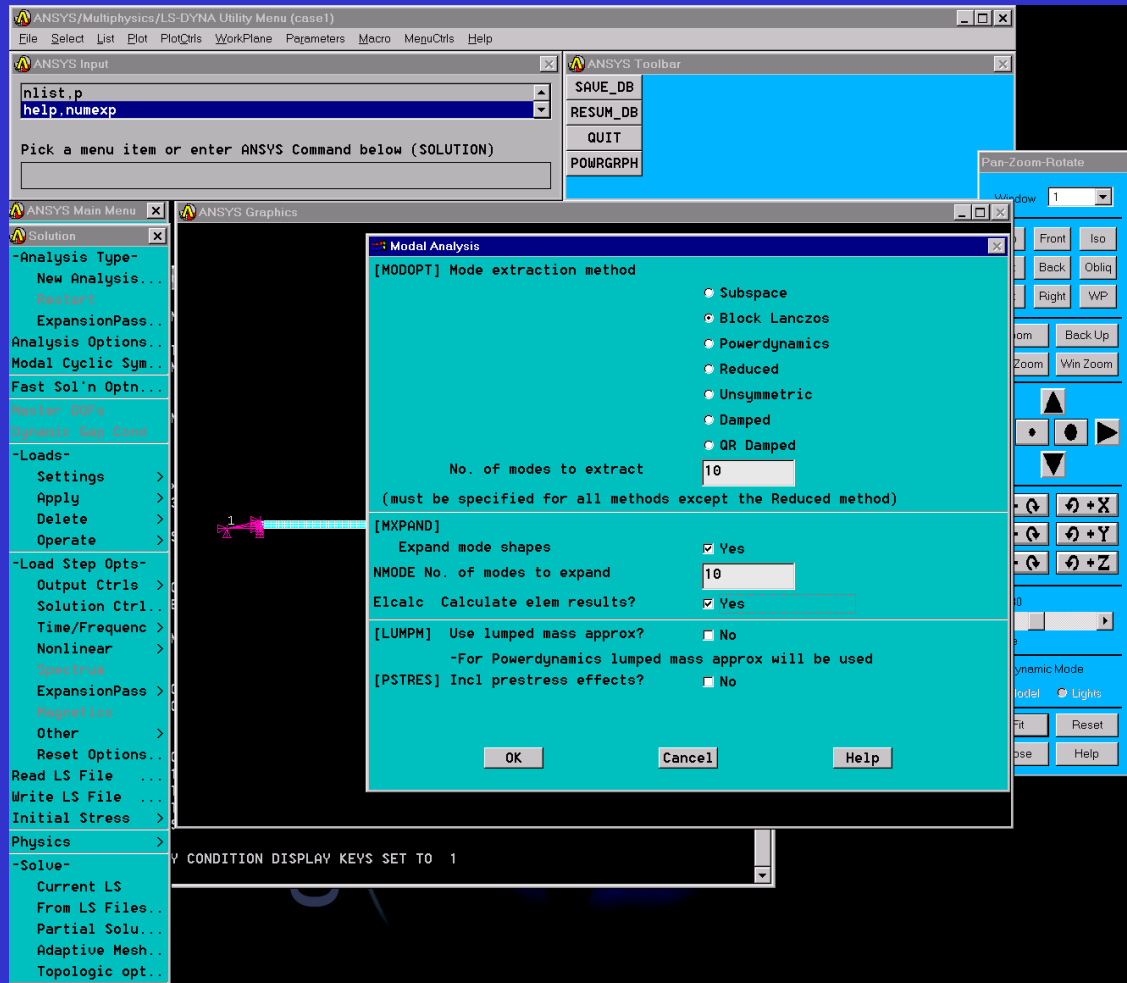 ANSYS/Multiphysics/LS-DYNA Utility Menu (case1)
File Select List Plot PlotCtrls WorkPlane Parameters Macro MenuCtrls Help
ANSYS Input
nlist,p
help,numexp
Pick a menu item or enter ANSYS Command below (SOLUTION)
ANSYS Toolbar
SAVE_DB
RESUM_DB
QUIT
POWRGRPH
ANSYS Main Menu
Solution
-Analysis Type-
New Analysis...
Restart
ExpansionPass..
Analysis Options..
Modal Cyclic Sym..
Fast Sol'n Optn...
Master DOFs
Dynamic Gap Cond
-Loads-
Settings >
Apply >
Delete >
Operate >
-Load Step Opts-
Output Ctrls >
Solution Ctrl..
Time/Frequenc >
Nonlinear >
Spectrum
ExpansionPass >
Magnetics
Other >
Reset Options..
Read LS File ...
Write LS File ...
Initial Stress >
Physics >
-Solve-
Current LS
From LS Files..
Partial Solu...
Adaptive Mesh..
Topologic opt..
ANSYS Graphics
1
Modal Analysis
[MODOPT] Mode extraction method
Subspace
Block Lanczos
Powerdynamics
Reduced
Unsymmetric
Damped
QR Damped
No. of modes to extract 10
(must be specified for all methods except the Reduced method)
[MXPAND]
Expand mode shapes Yes
NMODE No. of modes to expand 10
Elcalc Calculate elem results? Yes
[LUMPM] Use lumped mass approx? No
-For Powerdynamics lumped mass approx will be used
[PSTRES] Incl prestress effects? No
OK Cancel Help
Y CONDITION DISPLAY KEYS SET TO 1
Pan-Zoom-Rotate
Window 1
Front Iso
Back Obliq
Right WP
om Back Up
Zoom Win Zoom
+X
+Y
+Z
ynamic Mode
odel Lights
Fit Reset
ose Help